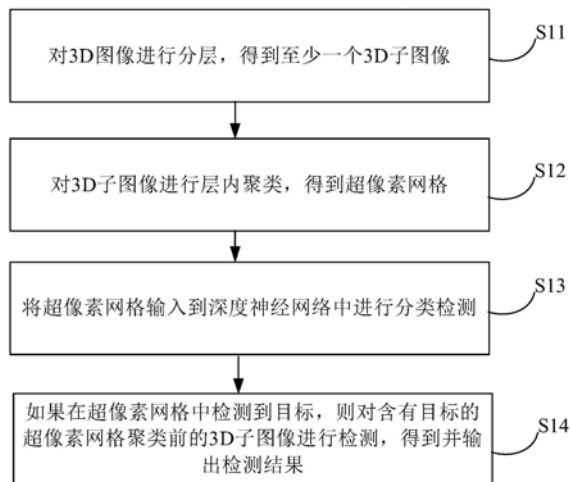 对3D图像进行分层，得到至少一个3D子图像
S11
对3D子图像进行层内聚类，得到超像素网格
S12
将超像素网格输入到深度神经网络中进行分类检测
S13
如果在超像素网格中检测到目标，则对含有目标的
超像素网格聚类前的3D子图像进行检测，得到并输
出检测结果
S14